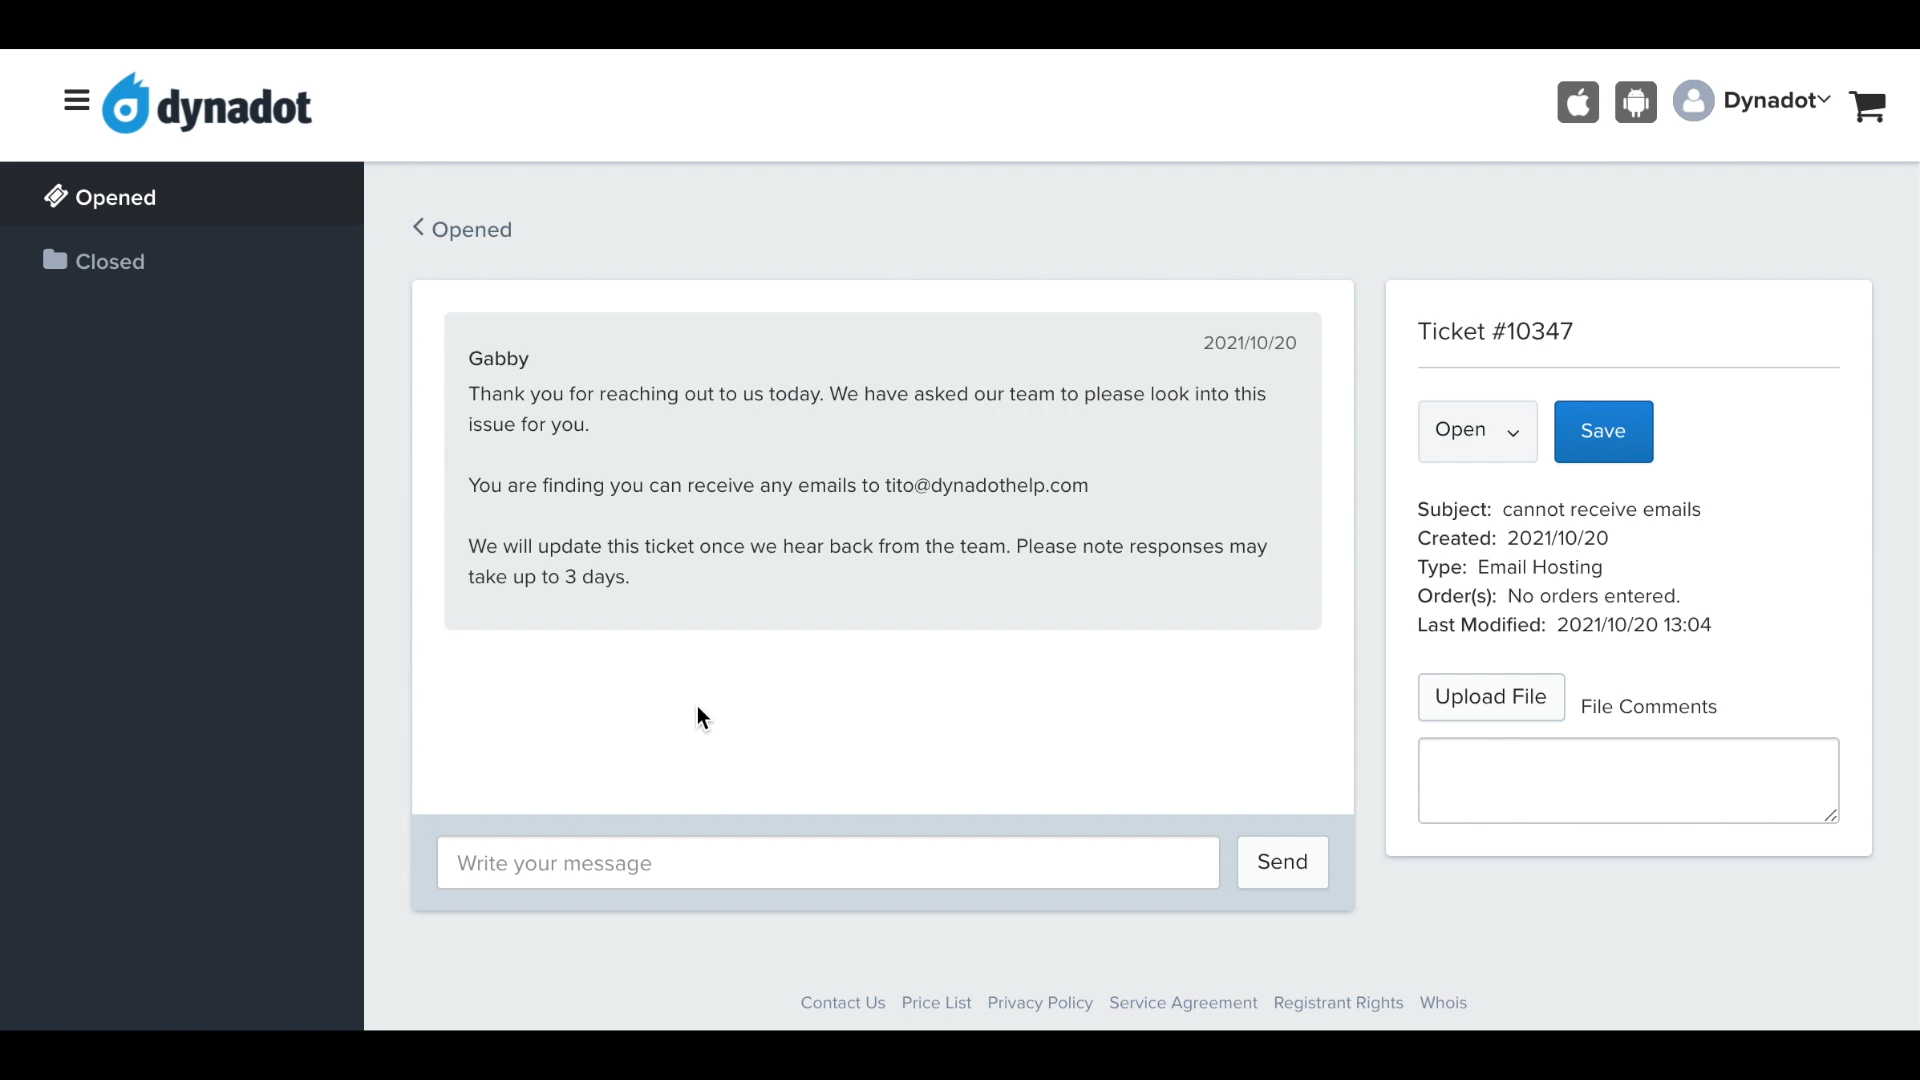 dynadot
Dynadot
Opened
Closed
Opened
2021/10/20
Gabby
Thank you for reaching out to us today. We have asked our team to please look into this
issue for you.
You are finding you can receive any emails to tito@dynadothelp.com
We will update this ticket once we hear back from the team. Please note responses may
take up to 3 days.
Write your message
Send
Ticket #10347
Open
Save
Subject: cannot receive emails
Created: 2021/10/20
Type: Email Hosting
Order(s): No orders entered.
Last Modified: 2021/10/20 13:04
Upload File
File Comments
Contact Us Price List Privacy Policy Service Agreement Registrant Rights Whois